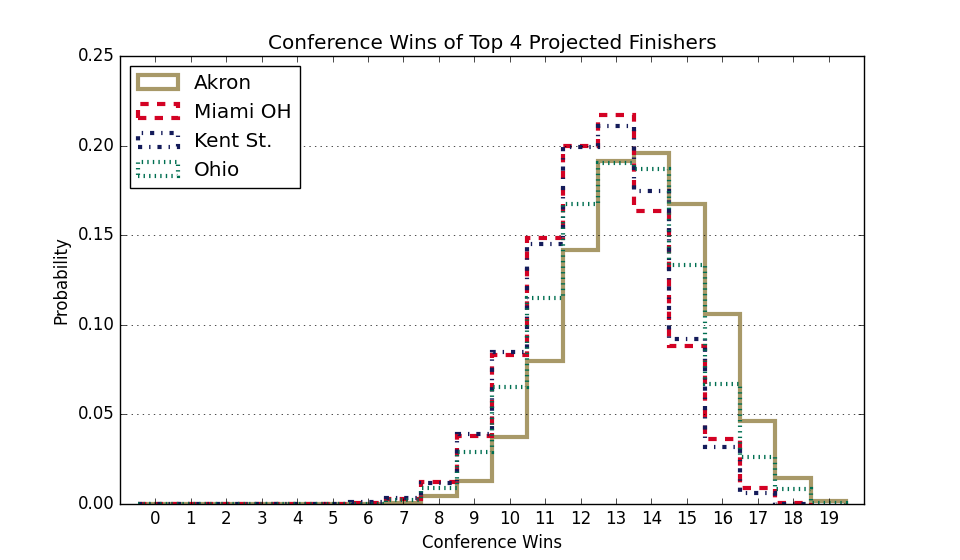 Conference Wins of Top 4 Projected Finishers
0.25
0.20
0.15
0.10
0.05
0.00
Probability
Akron
Miami OH
Kent St.
Ohio
0 1 2 3 4 5 6 7 8 9 10 11 12 13 14 15 16 17 18 19
Conference Wins